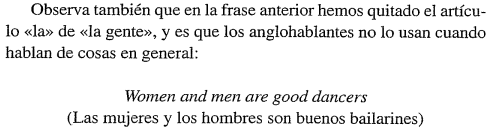 Observa también que en la frase anterior hemos quitado el artícu-
lo «la» de «la gente», y es que los anglohablantes no lo usan cuando
hablan de cosas en general:
Women and men are good dancers
(Las mujeres y los hombres son buenos bailarines)